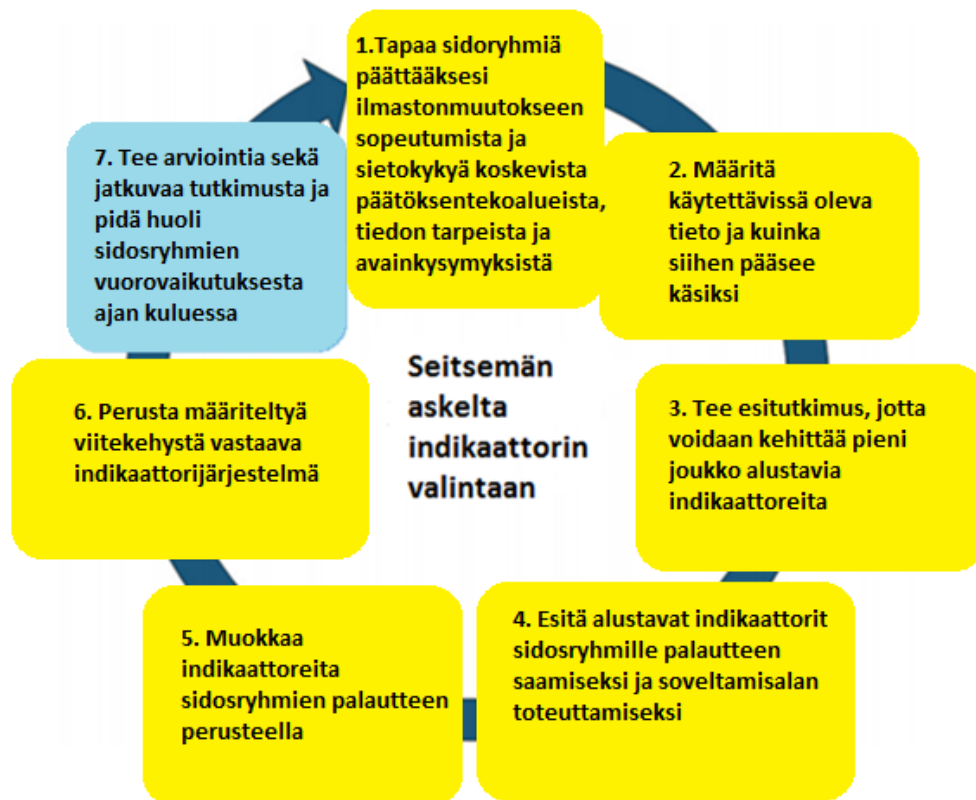 1.Tapaa sidoryhmiä
päättääksesi
ilmastonmuutokseen
sopeutumista ja
sietokykyä koskevista
päätöksentekoalueista,
tiedon tarpeista ja
avainkysymyksistä
2. Määritä
käytettävissä oleva
tieto ja kuinka
siihen pääsee
käsiksi
3. Tee esitutkimus, jotta
voidaan kehittää pieni
joukko alustavia
indikaattoreita
4. Esitä alustavat indikaattorit
sidosryhmille palautteen
saamiseksi ja soveltamisalan
toteuttamiseksi
5. Muokkaa
indikaattoreita
sidosryhmien palautteen
perusteella
6. Perusta määriteltyä
viitekehystä vastaava
indikaattorijärjestelmä
7. Tee arviointia sekä
jatkuvaa tutkimusta ja
pidä huoli
sidosryhmien
vuorovaikutuksesta
ajan kuluessa
Seitsemän
askelta
indikaattorin
valintaan